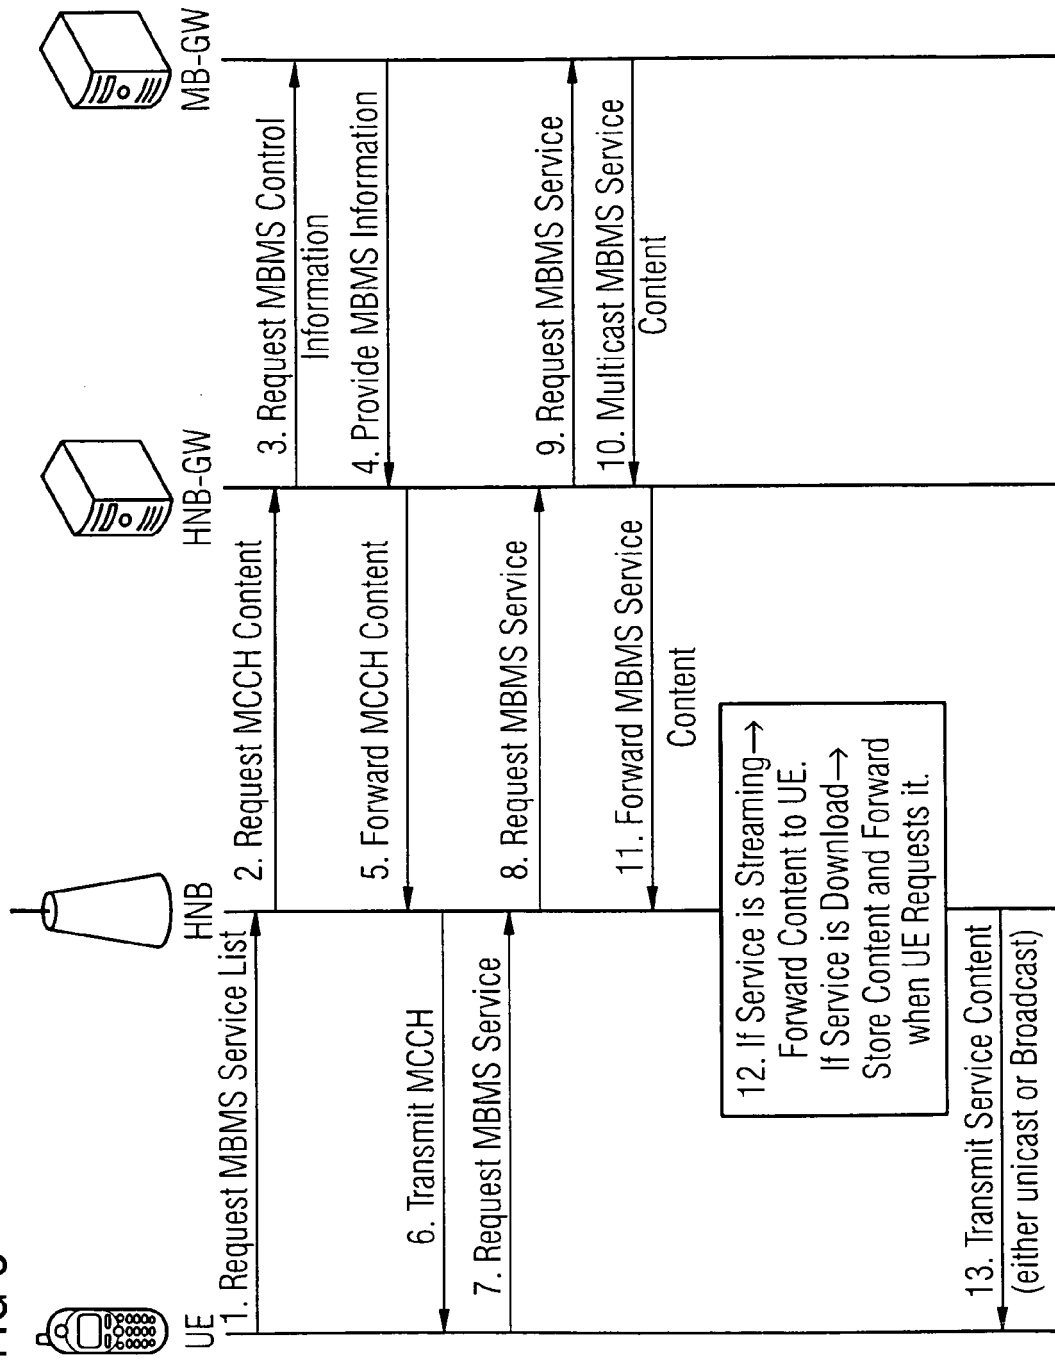 UE
HNB
HNB-GW
MB-GW
1. Request MBMS Service List
2. Request MCCH Content
3. Request MBMS Control
Information
4. Provide MBMS Information
5. Forward MCCH Content
6. Transmit MCCH
7. Request MBMS Service
8. Request MBMS Service
9. Request MBMS Service
10. Multicast MBMS Service
Content
11. Forward MBMS Service
Content
12. If Service is Streaming→
Forward Content to UE.
If Service is Download→
Store Content and Forward
when UE Requests it.
13. Transmit Service Content
(either unicast or Broadcast)